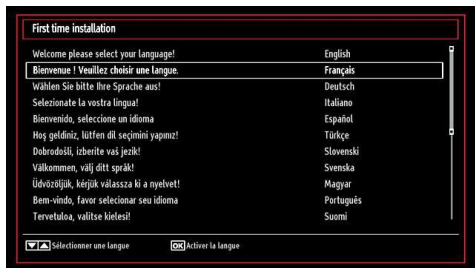 First time installation
Welcome please select your language! English
Bienvenue ! Veuillez choisir une langue. Français
Wählen Sie bitte Ihre Sprache aus! Deutsch
Selezionate la vostra lingua! Italiano
Bienvenido, seleccione un idioma Español
Hoş geldiniz, lütfen dil seçimini yapınız! Türkçe
Dobrodošli, izberite vaš jezik! Slovenski
Välkommen, välj ditt språk! Svenska
Üdvözöljük, kérjük válassza ki a nyelvet! Magyar
Bem-vindo, favor selecionar seu idioma Português
Tervetuloa, valitse kielesi! Suomi
Sélectionner une langue OK Activer la langue